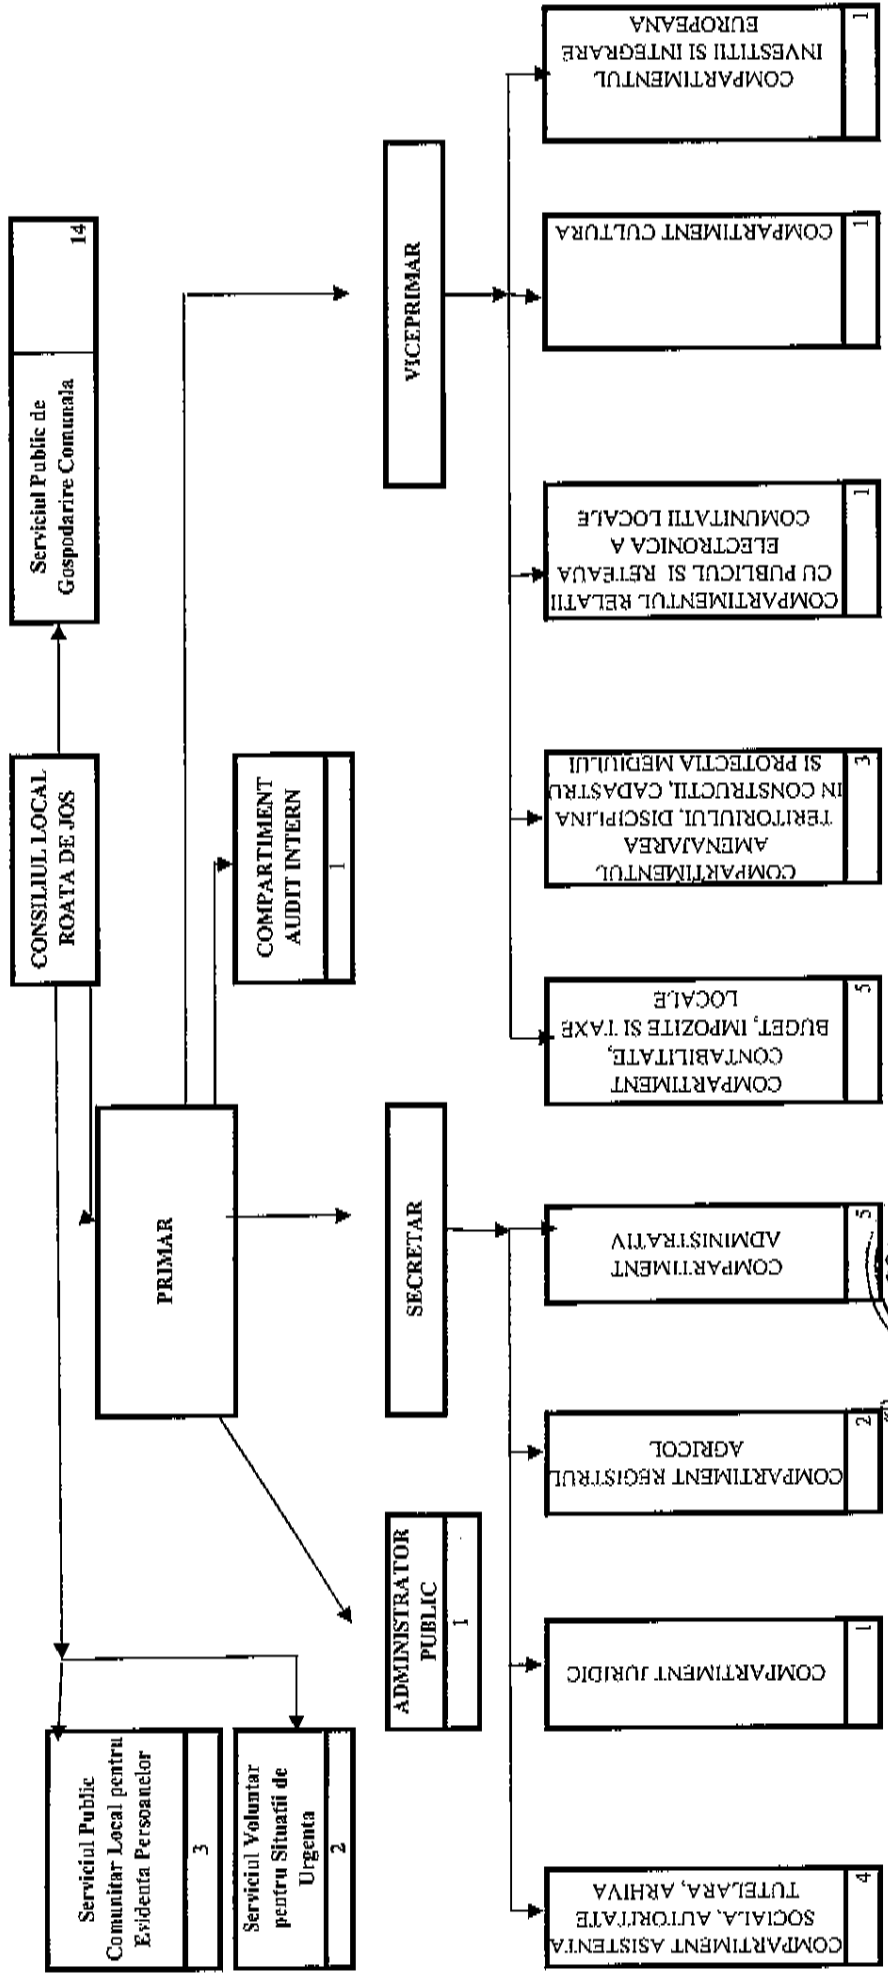 CONSILIUL LOCAL
ROATA DE JOS
Serviciul Public de
Gospodarire Comunala
14
Serviciul Public
Comunitar Local pentru
Evidenta Persoanelor
3
Serviciul Voluntar
pentru Situatii de
Urgenta
2
PRIMAR
COMPARTIMENT
AUDIT INTERN
1
ADMINISTRATOR
PUBLIC
1
SECRETAR
VICEPRIMAR
COMPARTIMENT ASISTENTA
SOCIALA, AUTORITATE
TUTELARA, ARHIVA
4
COMPARTIMENT JURIDIC
1
COMPARTIMENT REGISTRUL
AGRICOL
2
COMPARTIMENT
ADMINISTRATIV
5
COMPARTIMENT
CONTABILITATE,
BUGET, IMPOZITE SI TAXE
LOCALE
5
COMPARTIMENTUL
AMENAJAREA
TERITORIULUI, DISCIPLINA
IN CONSTRUCTII, CADASTRU
SI PROTECTIA MEDIULUI
3
COMPARTIMENTUL RELATII
CU PUBLICUL SI RETEAUA
ELECTRONICA A
COMUNITATII LOCALE
1
COMPARTIMENT CULTURA
1
COMPARTIMENTUL
INVESTITII SI INTEGRARE
EUROPEANA
1